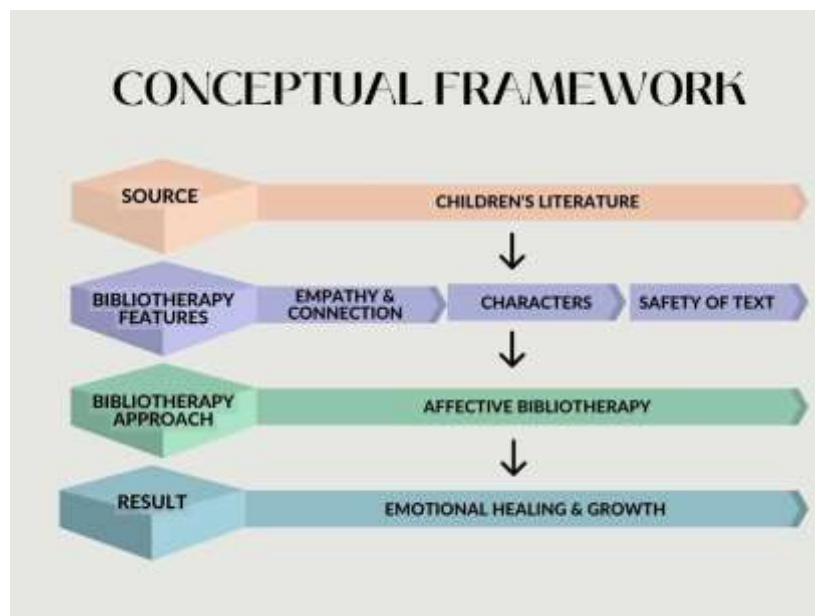 CONCEPTUAL FRAMEWORK
SOURCE
CHILDREN'S LITERATURE
BIBLIOTHERAPY
FEATURES
EMPATHY &
CONNECTION
CHARACTERS
SAFETY OF TEXT
BIBLIOTHERAPY
APPROACH
AFFECTIVE BIBLIOTHERAPY
RESULT
EMOTIONAL HEALING & GROWTH